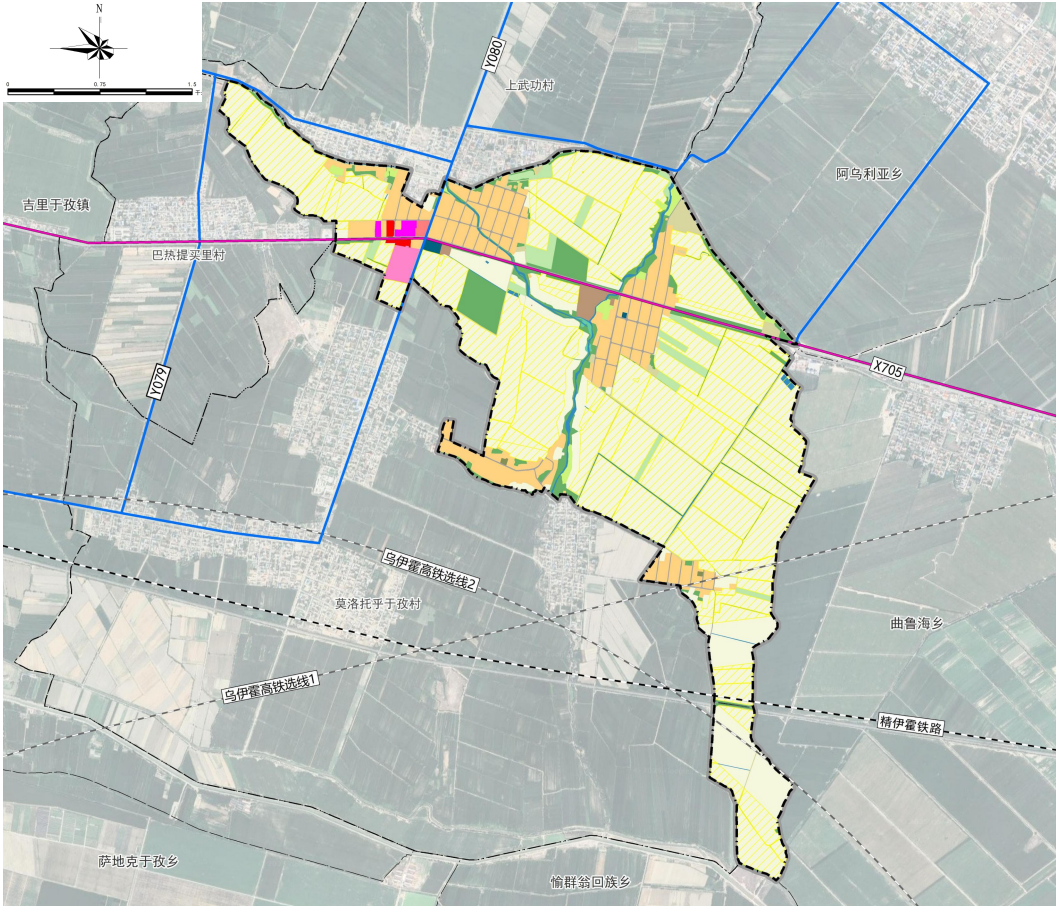 N
0 0.75 1.5
千
Y080
上武功村
阿乌利亚乡
吉里于孜镇
巴热提买里村
X705
Y079
乌伊霍高铁选线2
莫洛托乎于孜村
曲鲁海乡
乌伊霍高铁选线1
精伊霍铁路
萨地克于孜乡
愉群翁回族乡